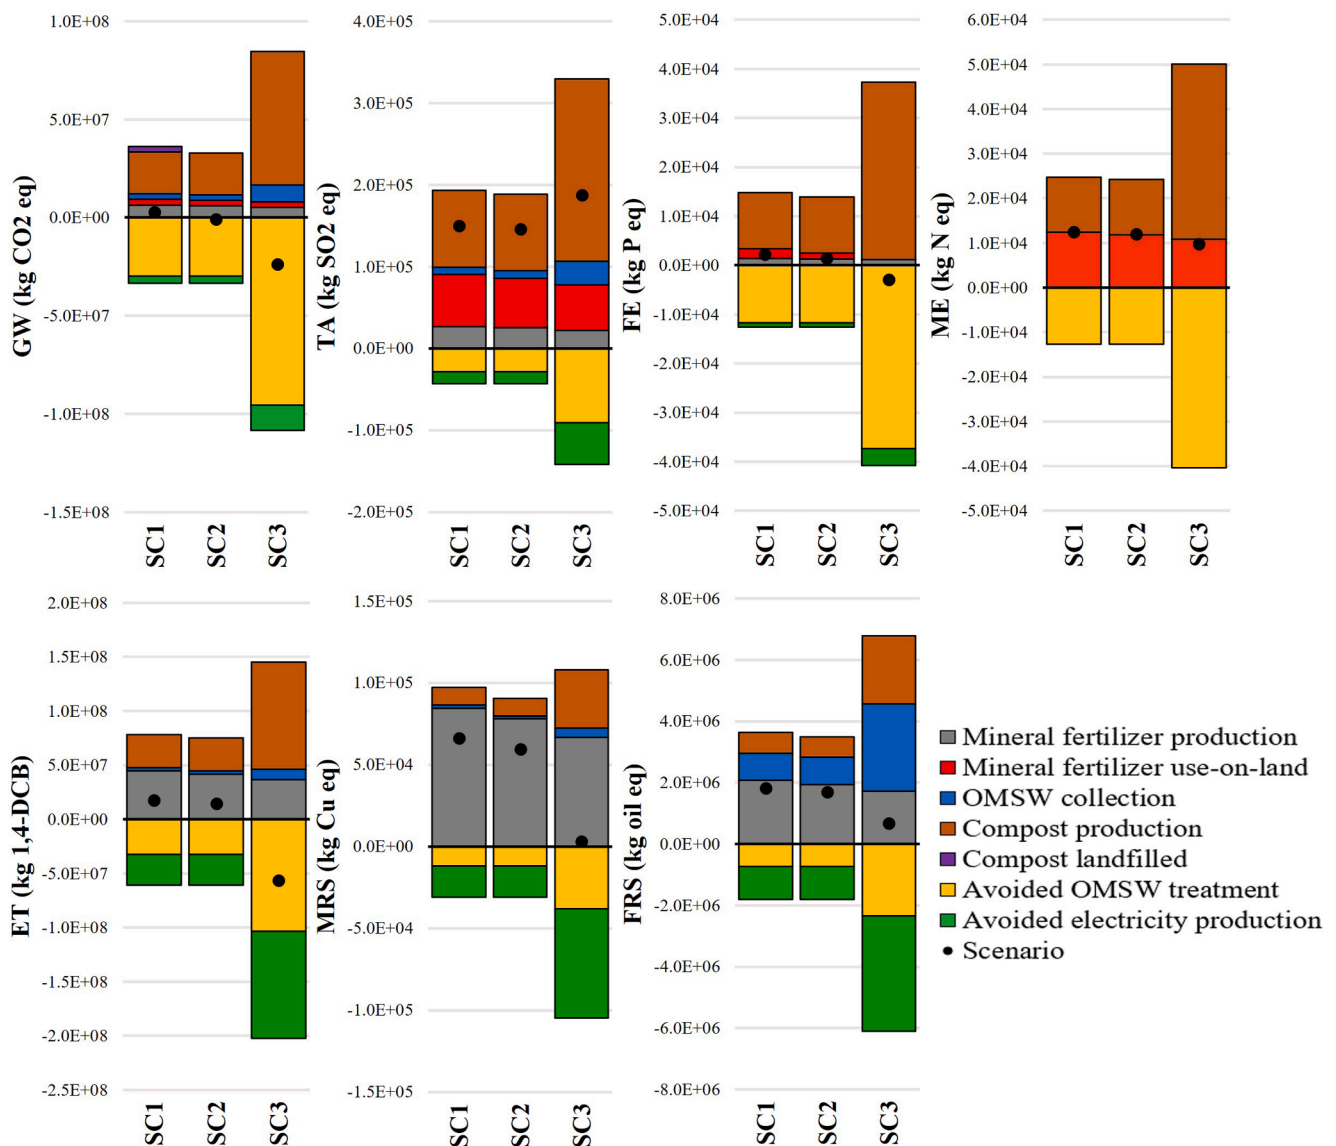 GW (kg CO2 eq)
1.0E+08
5.0E+07
0.0E+00
-5.0E+07
-1.0E+08
-1.5E+08
SC1
SC2
SC3
TA (kg SO2 eq)
4.0E+05
3.0E+05
2.0E+05
1.0E+05
0.0E+00
-1.0E+05
-2.0E+05
SC1
SC2
SC3
FE (kg P eq)
5.0E+04
4.0E+04
3.0E+04
2.0E+04
1.0E+04
0.0E+00
-1.0E+04
-2.0E+04
-3.0E+04
-4.0E+04
-5.0E+04
SC1
SC2
SC3
ME (kg N eq)
6.0E+04
5.0E+04
4.0E+04
3.0E+04
2.0E+04
1.0E+04
0.0E+00
-1.0E+04
-2.0E+04
-3.0E+04
-4.0E+04
-5.0E+04
SC1
SC2
SC3
ET (kg 1,4-DCB)
2.0E+08
1.5E+08
1.0E+08
5.0E+07
0.0E+00
-5.0E+07
-1.0E+08
-1.5E+08
-2.0E+08
-2.5E+08
SC1
SC2
SC3
MRS (kg Cu eq)
1.5E+05
1.0E+05
5.0E+04
0.0E+00
-5.0E+04
-1.0E+05
-1.5E+05
SC1
SC2
SC3
FRS (kg oil eq)
8.0E+06
6.0E+06
4.0E+06
2.0E+06
0.0E+00
-2.0E+06
-4.0E+06
-6.0E+06
-8.0E+06
SC1
SC2
SC3
Mineral fertilizer production
Mineral fertilizer use-on-land
OMSW collection
Compost production
Compost landfilled
Avoided OMSW treatment
Avoided electricity production
Scenario